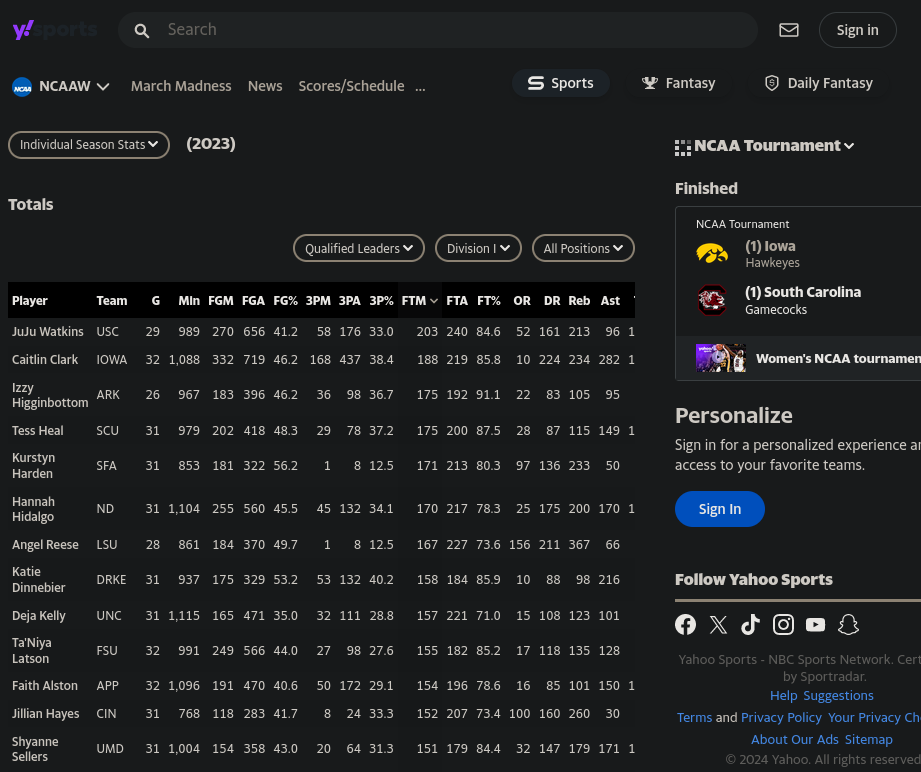 y!sports
Search
Sign in
NCAA NCAAW
March Madness News Scores/Schedule ...
Sports Fantasy Daily Fantasy
Individual Season Stats (2023)
Totals
Qualified Leaders Division I All Positions
Player Team G Min FGM FGA FG% 3PM 3PA 3P% FTM FTA FT% OR DR Reb Ast
JuJu Watkins USC 29 989 270 656 41.2 58 176 33.0 203 240 84.6 52 161 213 96 1
Caitlin Clark IOWA 32 1,088 332 719 46.2 168 437 38.4 188 219 85.8 10 224 234 282 1
Izzy
Higginbottom ARK 26 967 183 396 46.2 36 98 36.7 175 192 91.1 22 83 105 95
Tess Heal SCU 31 979 202 418 48.3 29 78 37.2 175 200 87.5 28 87 115 149 1
Kurstyn
Harden SFA 31 853 181 322 56.2 1 8 12.5 171 213 80.3 97 136 233 50
Hannah
Hidalgo ND 31 1,104 255 560 45.5 45 132 34.1 170 217 78.3 25 175 200 170 1
Angel Reese LSU 28 861 184 370 49.7 1 8 12.5 167 227 73.6 156 211 367 66
Katie
Dinnebier DRKE 31 937 175 329 53.2 53 132 40.2 158 184 85.9 10 88 98 216
Deja Kelly UNC 31 1,115 165 471 35.0 32 111 28.8 157 221 71.0 15 108 123 101
Ta'Niya
Latson FSU 32 991 249 566 44.0 27 98 27.6 155 182 85.2 17 118 135 128
Faith Alston APP 32 1,096 191 470 40.6 50 172 29.1 154 196 78.6 16 85 101 150 1
Jillian Hayes CIN 31 768 118 283 41.7 8 24 33.3 152 207 73.4 100 160 260 30
Shyanne
Sellers UMD 31 1,004 154 358 43.0 20 64 31.3 151 179 84.4 32 147 179 171 1
NCAA Tournament
Finished
NCAA Tournament
(1) Iowa
Hawkeyes
(1) South Carolina
Gamecocks
Women's NCAA tournamen
Personalize
Sign in for a personalized experience an
access to your favorite teams.
Sign In
Follow Yahoo Sports
Yahoo Sports - NBC Sports Network. Cert
by Sportradar.
Help Suggestions
Terms and Privacy Policy Your Privacy Ch
About Our Ads Sitemap
© 2024 Yahoo. All rights reserved